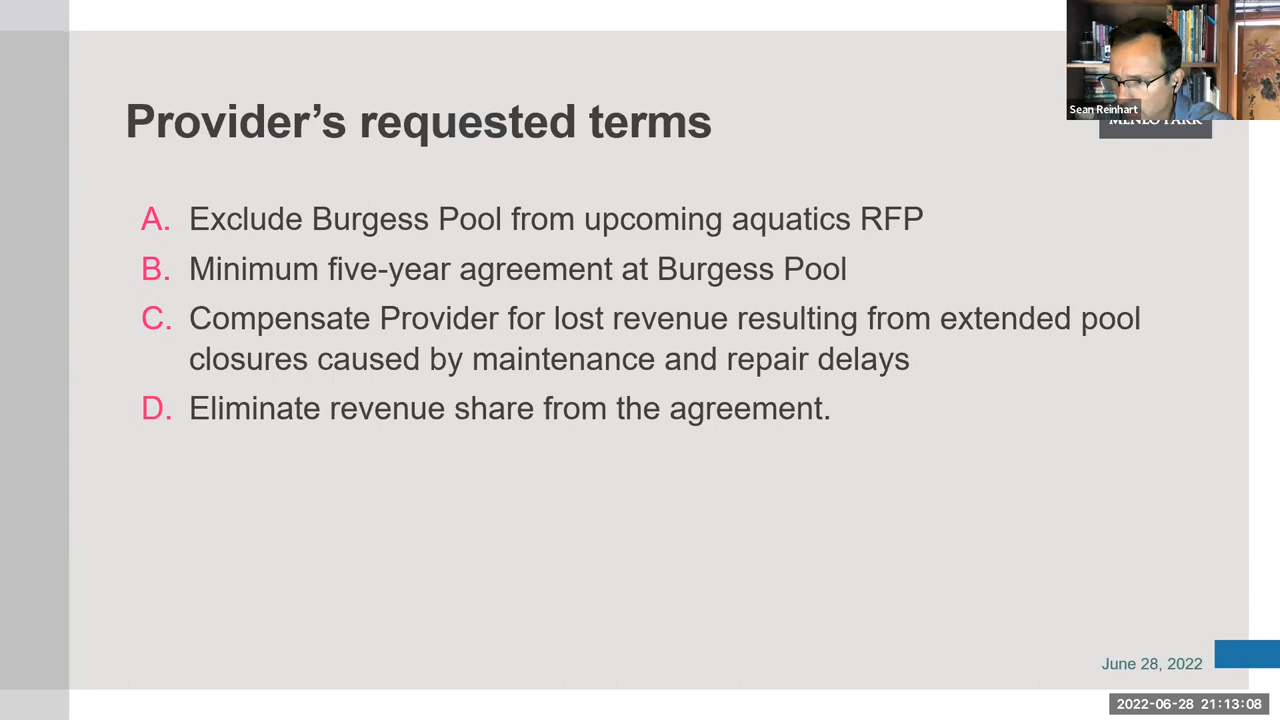 Sean Reinhart
MENLO PARK
Provider's requested terms
A. Exclude Burgess Pool from upcoming aquatics RFP
B. Minimum five-year agreement at Burgess Pool
C. Compensate Provider for lost revenue resulting from extended pool
closures caused by maintenance and repair delays
D. Eliminate revenue share from the agreement.
June 28, 2022
2022-06-28 21:13:08